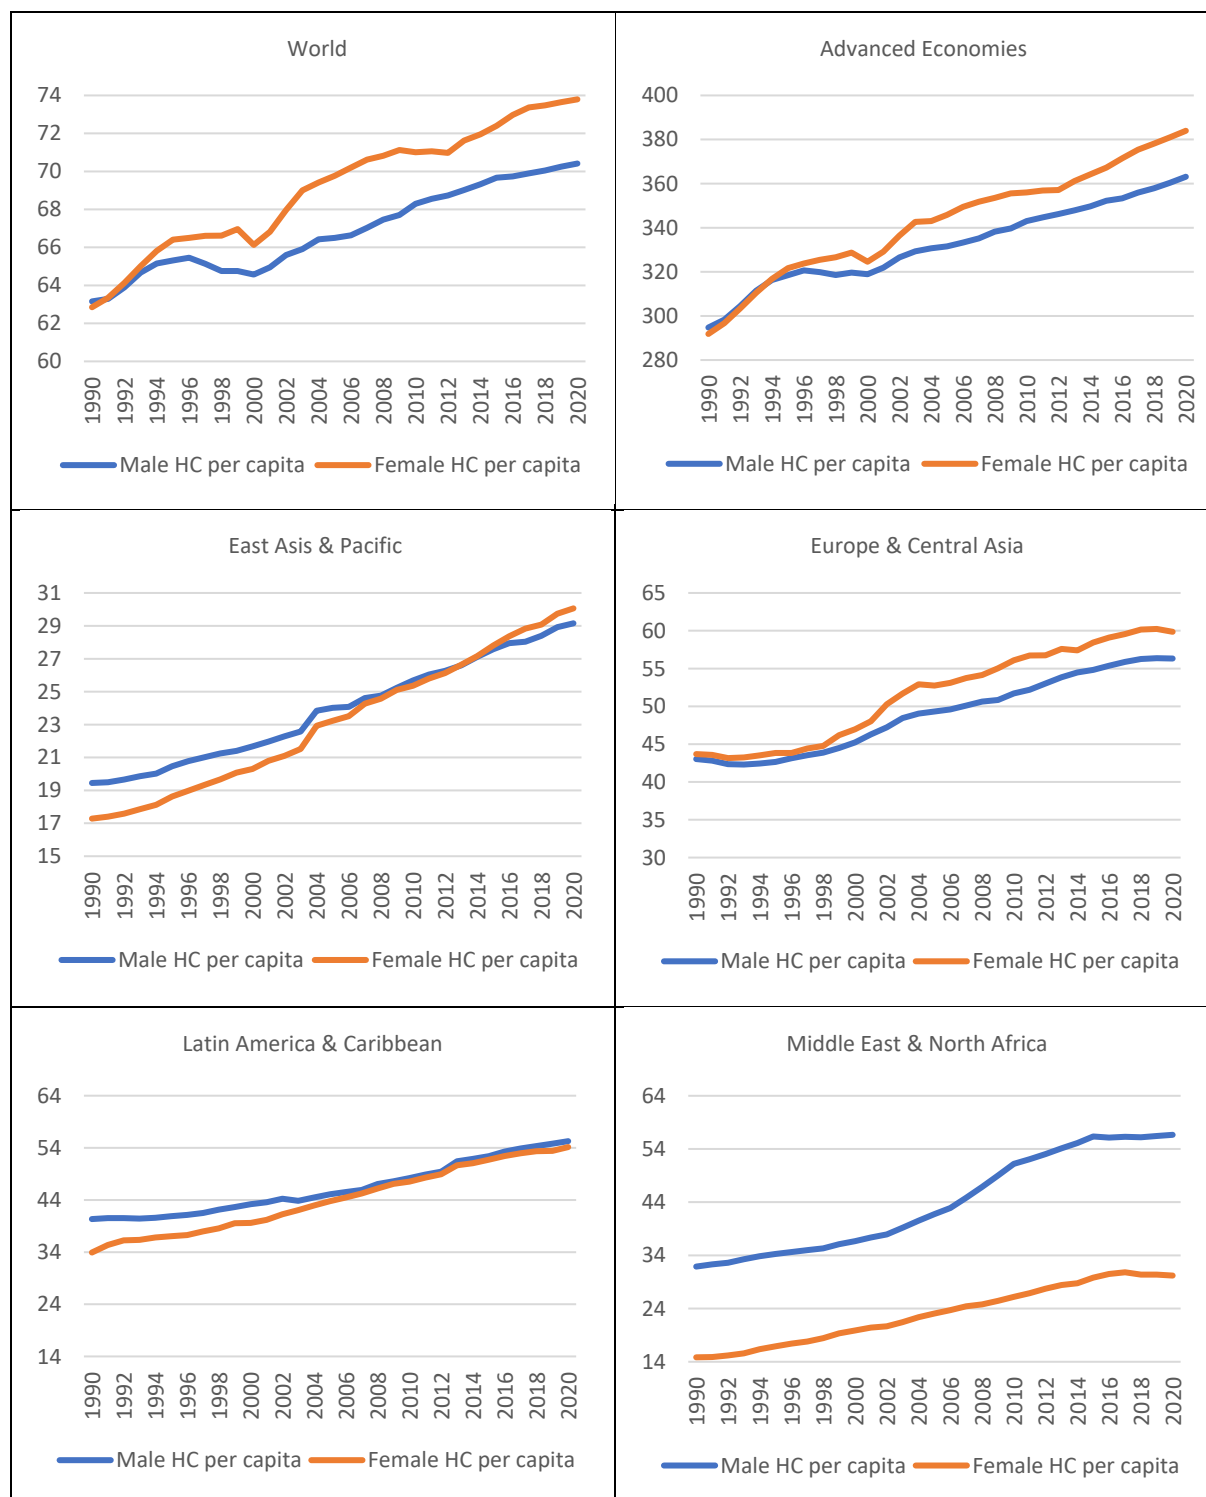 World
74
72
70
68
66
64
62
60
1990 1992 1994 1996 1998 2000 2002 2004 2006 2008 2010 2012 2014 2016 2018 2020
Male HC per capita Female HC per capita
Advanced Economies
400
380
360
340
320
300
280
1990 1992 1994 1996 1998 2000 2002 2004 2006 2008 2010 2012 2014 2016 2018 2020
Male HC per capita Female HC per capita
East Asis & Pacific
31
29
27
25
23
21
19
17
15
1990 1992 1994 1996 1998 2000 2002 2004 2006 2008 2010 2012 2014 2016 2018 2020
Male HC per capita Female HC per capita
Europe & Central Asia
65
60
55
50
45
40
35
30
1990 1992 1994 1996 1998 2000 2002 2004 2006 2008 2010 2012 2014 2016 2018 2020
Male HC per capita Female HC per capita
Latin America & Caribbean
64
54
44
34
24
14
1990 1992 1994 1996 1998 2000 2002 2004 2006 2008 2010 2012 2014 2016 2018 2020
Male HC per capita Female HC per capita
Middle East & North Africa
64
54
44
34
24
14
1990 1992 1994 1996 1998 2000 2002 2004 2006 2008 2010 2012 2014 2016 2018 2020
Male HC per capita Female HC per capita